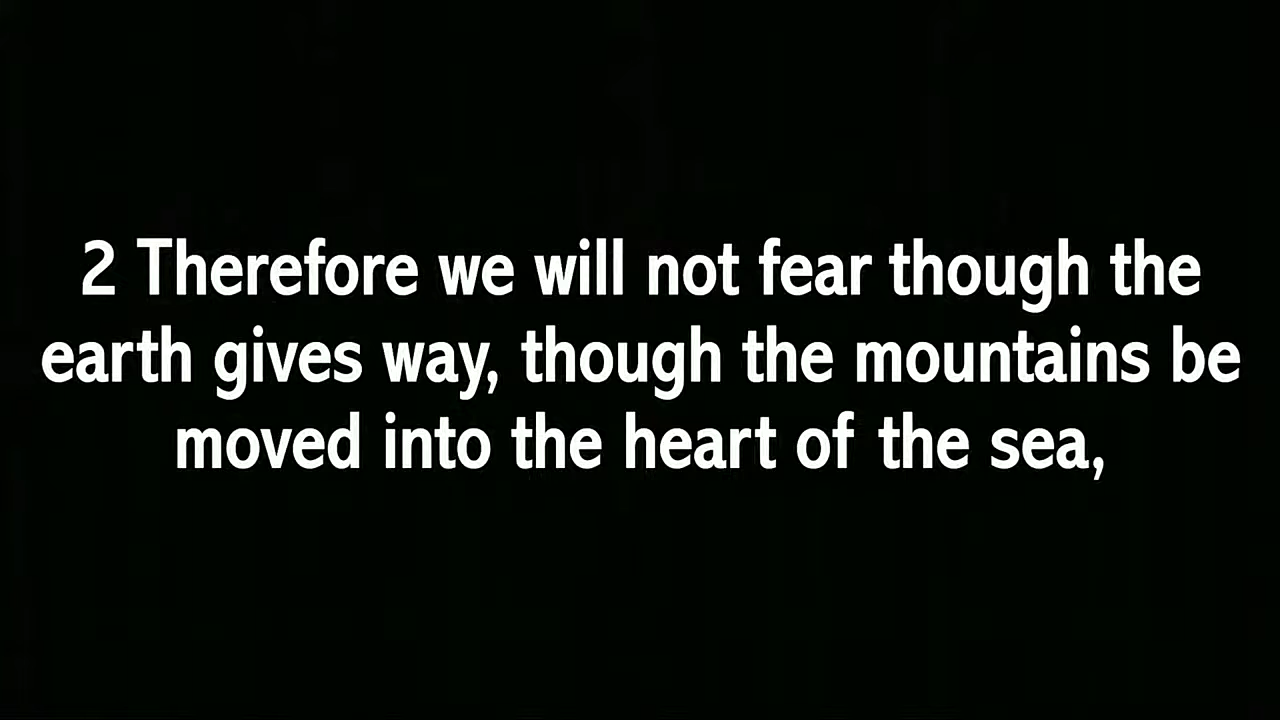 2 Therefore we will not fear though the
earth gives way, though the mountains be
moved into the heart of the sea,